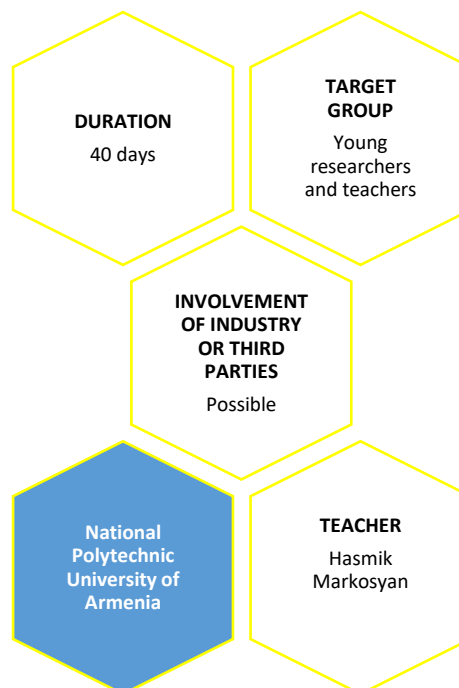 DURATION
40 days
TARGET
GROUP
Young
researchers
and teachers
INVOLVEMENT
OF INDUSTRY
OR THIRD
PARTIES
Possible
National
Polytechnic
University of
Armenia
TEACHER
Hasmik
Markosyan